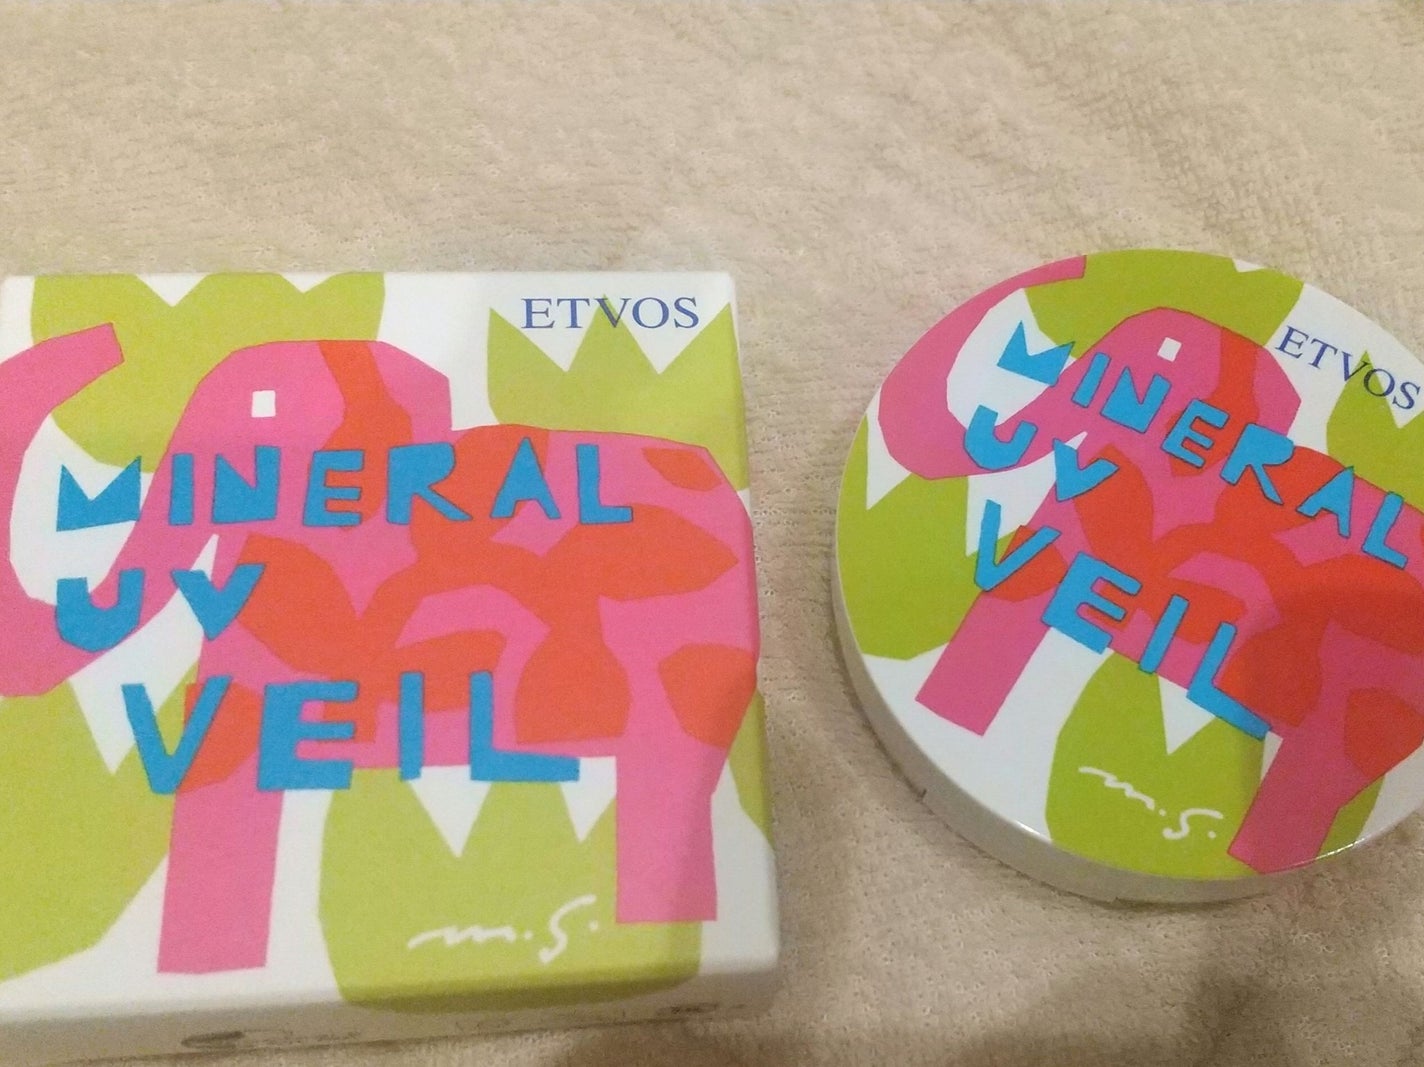 ETVOS
MINERAL
UV
VEIL
m.S.
ETVOS
MINERAL
UV
VEIL
m.S.